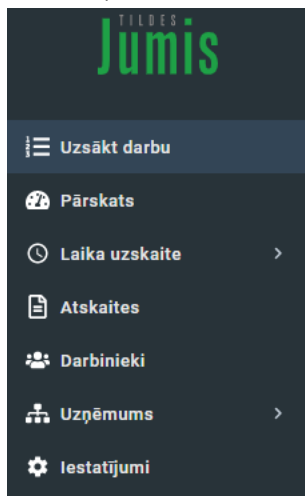 TILDES
Jumis
Uzsākt darbu
Pārskats
Laika uzskaite
Atskaites
Darbinieki
Uzņēmums
Iestatījumi